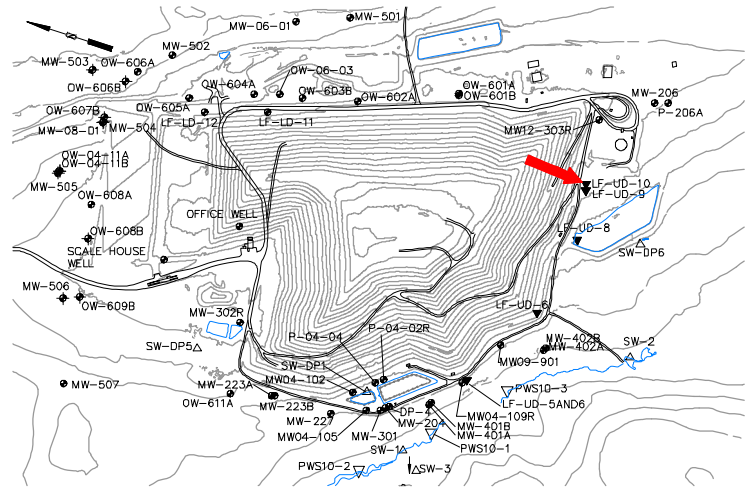 MW-501
MW-06-01
MW-502
MW-503
OW-606A
OW-606B
OW-604A
OW-06-03
OW-603B
OW-602A
OW-601A
OW-601B
MW-206
P-206A
OW-605A
LF-LD-12
LF-LD-11
OW-607B
MW-08-D1
MW-504
MW12-303R
OW-04-11A
OW-04-11B
MW-505
LF-UD-10
LF-UD-9
OW-608A
OFFICE WELL
LF-UD-8
OW-608B
SCALE HOUSE
WELL
SW-DP6
MW-506
OW-609B
MW-302R
LF-UD-6
P-04-04
P-04-02R
SW-DP5
SW-DP1
MW04-102
MW09-901
MW-402B
MW-402A
SW-2
MW-507
MW-223A
OW-611A
MW-223B
MW-227
MW04-105
MW-301
DP-4
MW-204
PWS10-3
LF-UD-5AND6
MW04-109R
MW-401B
MW-401A
PWS10-1
SW-1
PWS10-2
SW-3